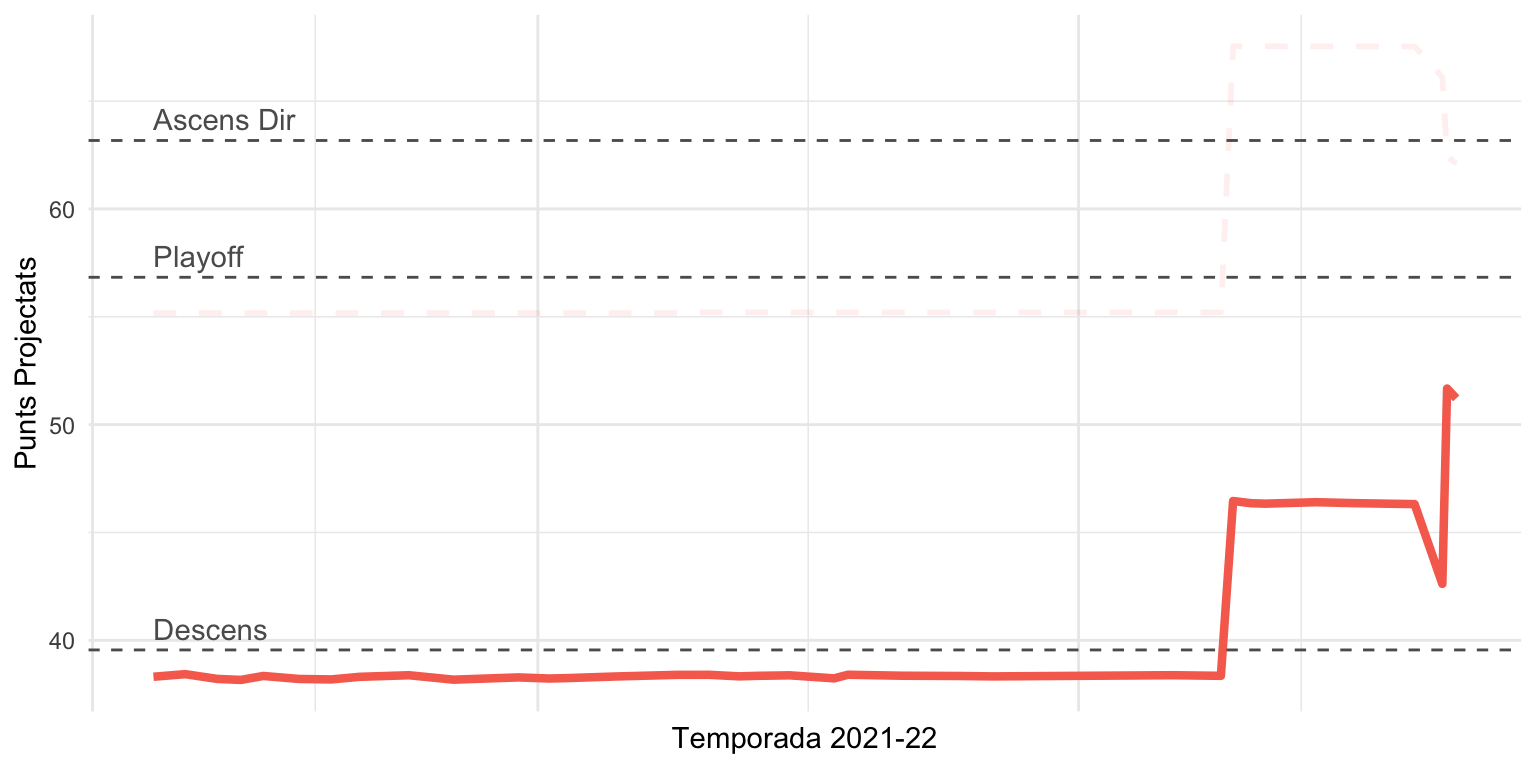 Ascens Dir
60
Playoff
Punts Projectats
50
Descens
40
Temporada 2021-22